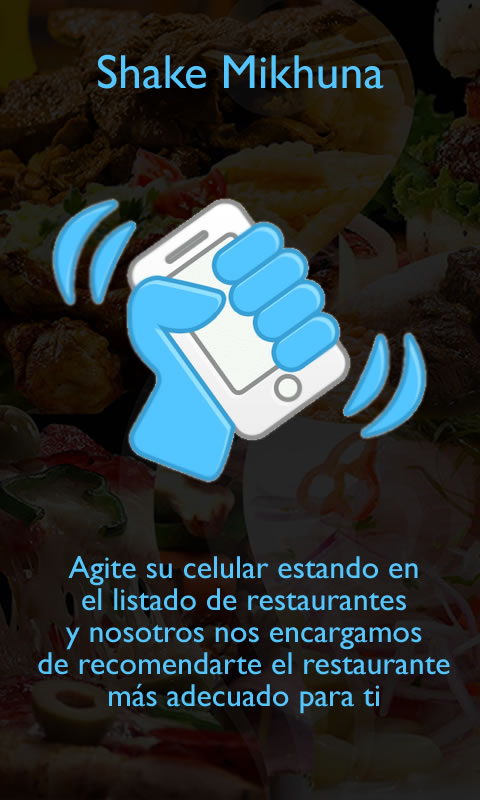 Shake Mikhuna
Agite su celular estando en
el listado de restaurantes
y nosotros nos encargamos
de recomendarte el restaurante
más adecuado para ti